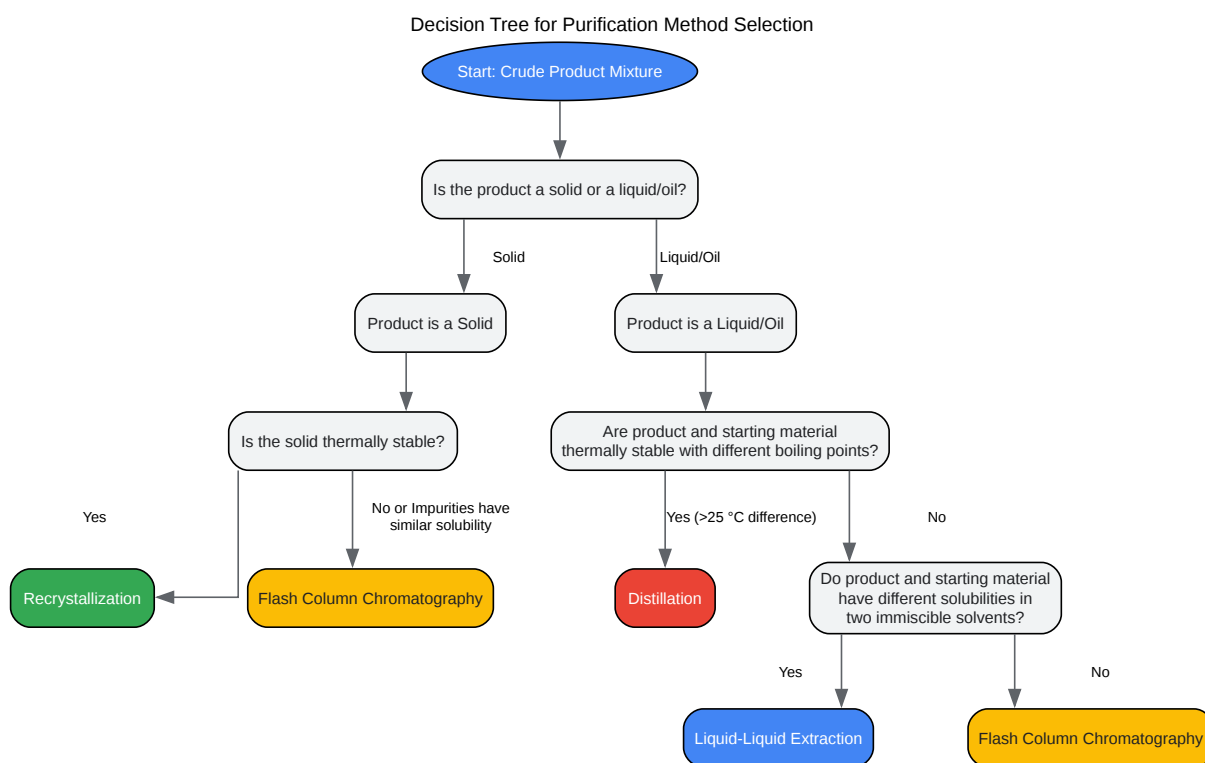 Decision Tree for Purification Method Selection
Start: Crude Product Mixture
Is the product a solid or a liquid/oil?
Solid
Liquid/Oil
Product is a Solid
Product is a Liquid/Oil
Is the solid thermally stable?
Are product and starting material
thermally stable with different boiling points?
Yes
No or Impurities have
similar solubility
Yes (>25 °C difference)
No
Recrystallization
Flash Column Chromatography
Distillation
Do product and starting material
have different solubilities in
two immiscible solvents?
Yes
No
Liquid-Liquid Extraction
Flash Column Chromatography